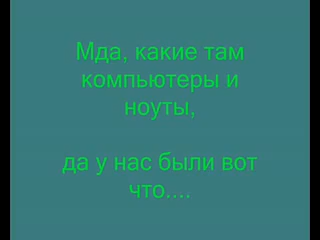 Мда, какие там
компьютеры и
ноуты,
да у нас были вот
что....